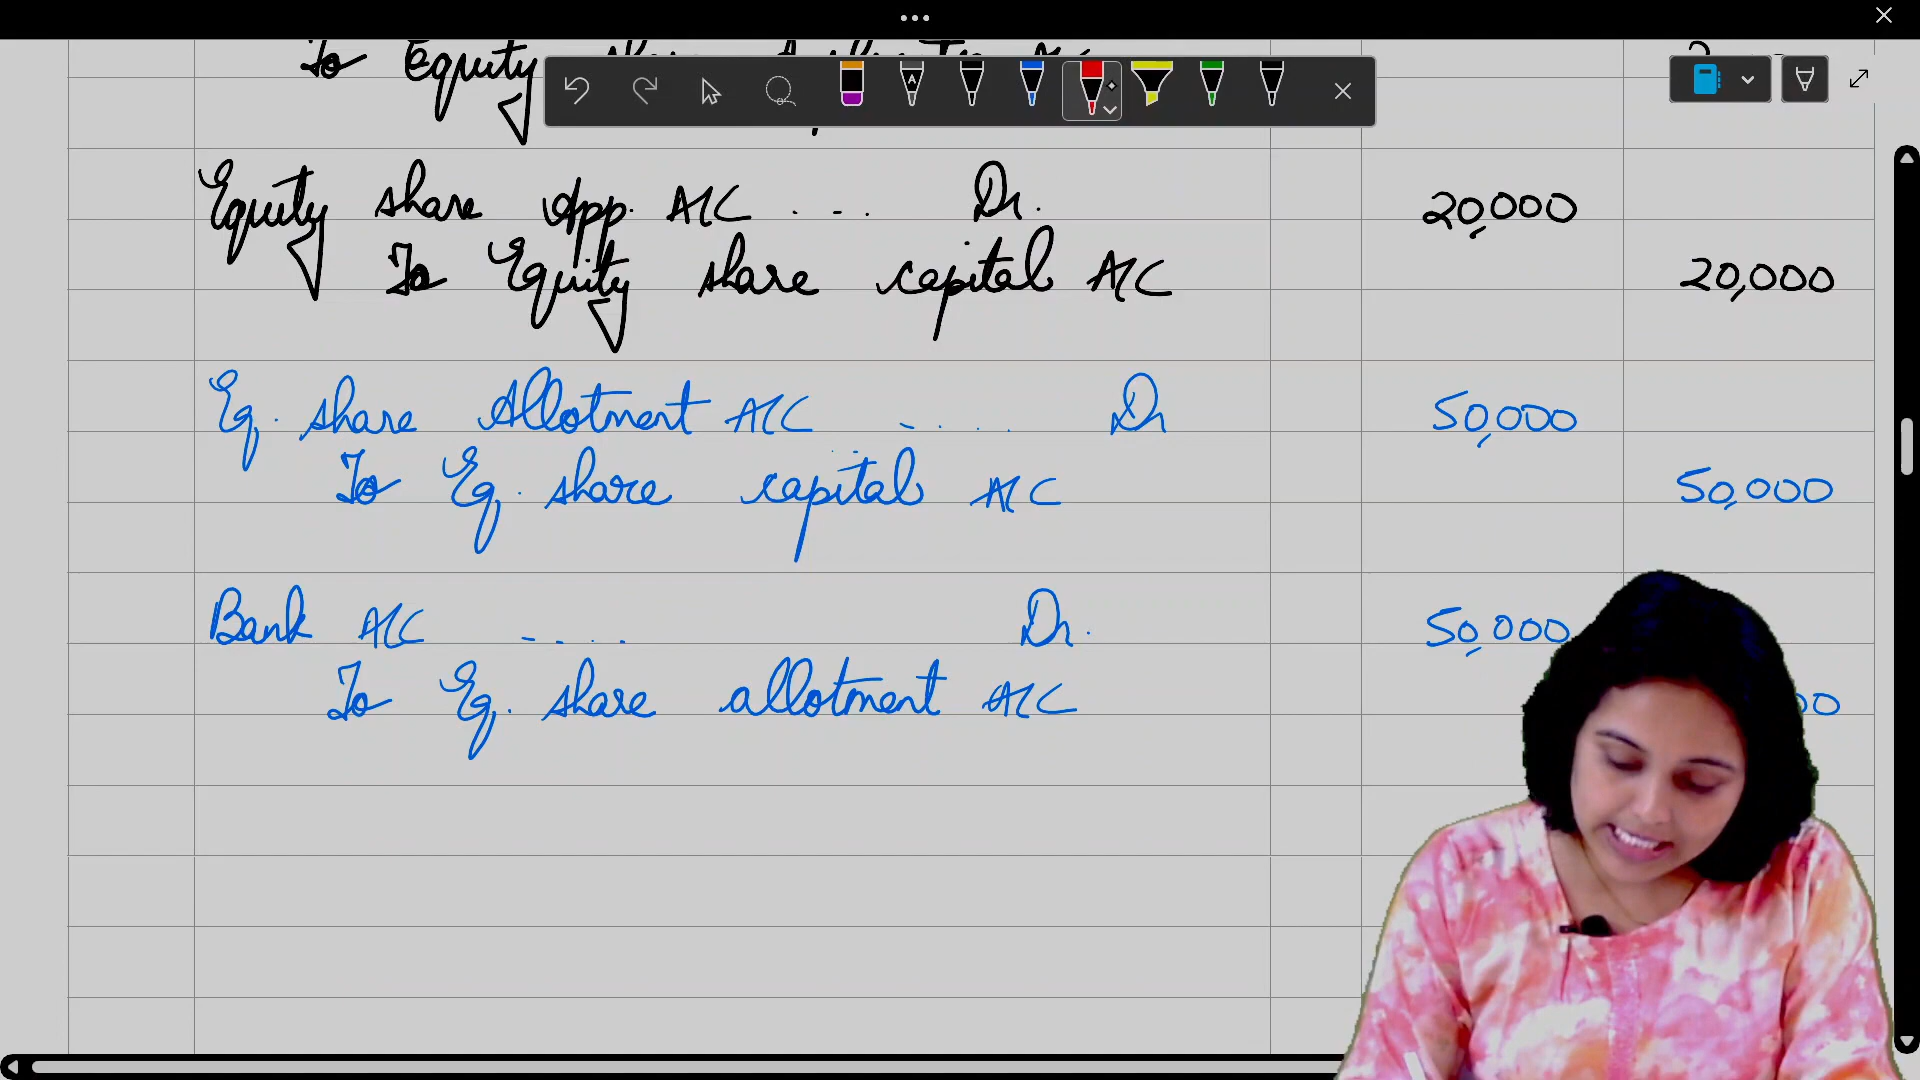 To Equity
Equity share App. A/C ... Dr. 20,000
To Equity share capital A/C 20,000
Eq. share Allotment A/C ..... Dr 50,000
To Eq. share capital A/C 50,000
Bank A/C .... Dr. 50,000
To Eq. share allotment A/C